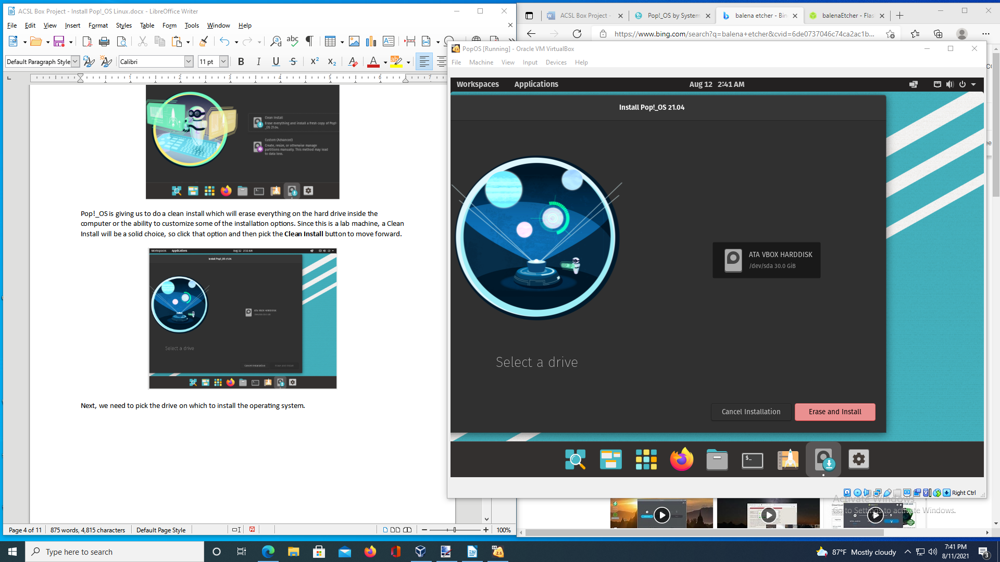 ACSL Box Project - Install Pop!_OS Linux.docx - LibreOffice Writer
File Edit View Insert Format Styles Table Form Tools Window Help
Default Paragraph Style
Calibri
11 pt
1 2 3 4 5 6 7
Clean Install
Erase everything and install a fresh copy of Pop!
_OS 21.04.
Custom (Advanced)
Create, resize, or otherwise manage
partitions manually. This method may lead
to data loss.
Pop!_OS is giving us to do a clean install which will erase everything on the hard drive inside the
computer or the ability to customize some of the installation options. Since this is a lab machine, a Clean
Install will be a solid choice, so click that option and then pick the Clean Install button to move forward.
Workspaces Applications Aug 12 2:32 AM
Install Pop!_OS 21.04
ATA VBOX HARDDISK
Select a drive
Cancel Installation Erase and Install
Next, we need to pick the drive on which to install the operating system.
Page 4 of 11 875 words, 4,815 characters Default Page Style 100%
ACSL Box Project - Pop!_OS by System balena etcher - Bin balenaEtcher - Flas
https://www.bing.com/search?q=balena+etcher&cvid=6de0737046c74ca2ac1b...
PopOS [Running] - Oracle VM VirtualBox
File Machine View Input Devices Help
Workspaces Applications Aug 12 2:41 AM
Install Pop!_OS 21.04
ATA VBOX HARDDISK
/dev/sda 30.0 GiB
Select a drive
Cancel Installation Erase and Install
Right Ctrl
Activate Windows
Go to Settings to activate Windows.
Type here to search
2.6
87°F Mostly cloudy
7:41 PM
8/11/2021
3